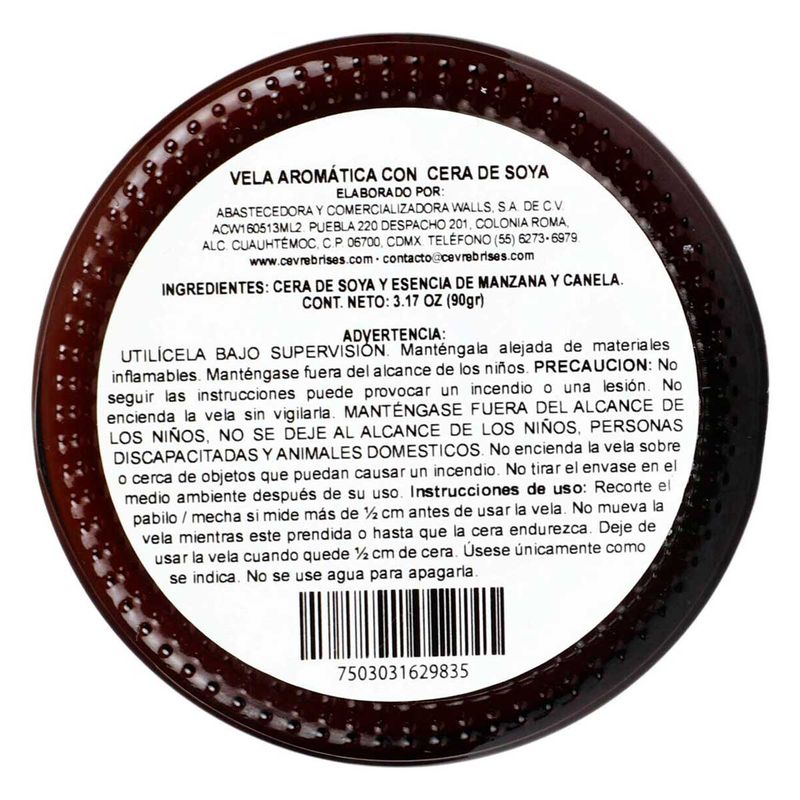 VELA AROMÁTICA CON CERA DE SOYA
ELABORADO POR:
ABASTECEDORA Y COMERCIALIZADORA WALLS, S.A. DE C.V.
ACW160513ML2. PUEBLA 220 DESPACHO 201, COLONIA ROMA,
ALC. CUAUHTÉMOC, C.P. 06700, CDMX. TELÉFONO (55) 6273-6979
www.cevrebrises.com - contacto@cevrebrises.com
INGREDIENTES: CERA DE SOYA Y ESENCIA DE MANZANA Y CANELA.
CONT. NETO: 3.17 OZ (90gr)
ADVERTENCIA:
UTILÍCELA BAJO SUPERVISIÓN. Manténgala alejada de materiales
inflamables. Manténgase fuera del alcance de los niños. PRECAUCION: No
seguir las instrucciones puede provocar un incendio o una lesión. No
encienda la vela sin vigilarla. MANTÉNGASE FUERA DEL ALCANCE DE
LOS NIÑOS, NO SE DEJE AL ALCANCE DE LOS NIÑOS, PERSONAS
DISCAPACITADAS Y ANIMALES DOMESTICOS. No encienda la vela sobre
o cerca de objetos que puedan causar un incendio. No tirar el envase en el
medio ambiente después de su uso. Instrucciones de uso: Recorte el
pabilo / mecha si mide más de ½ cm antes de usar la vela. No mueva la
vela mientras este prendida o hasta que la cera endurezca. Deje de
usar la vela cuando quede ½ cm de cera. Úsese únicamente como
se indica. No se use agua para apagarla.
7503031629835